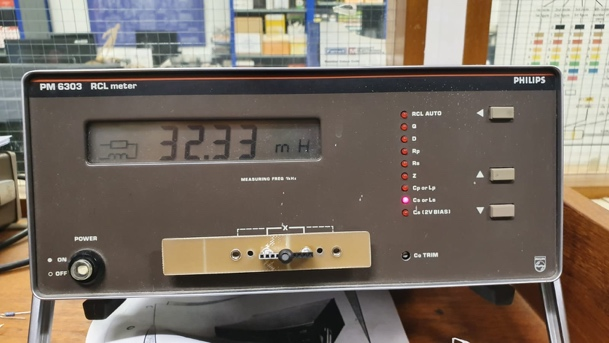 PM 6303 RCL meter
PHILIPS
32.33 mH
MEASURING FREQ 1kHz
RCL AUTO
Q
D
Rp
Rs
Z
Cp or Lp
Cs or Ls
Cs (2V BIAS)
Cs TRIM
POWER
ON
OFF